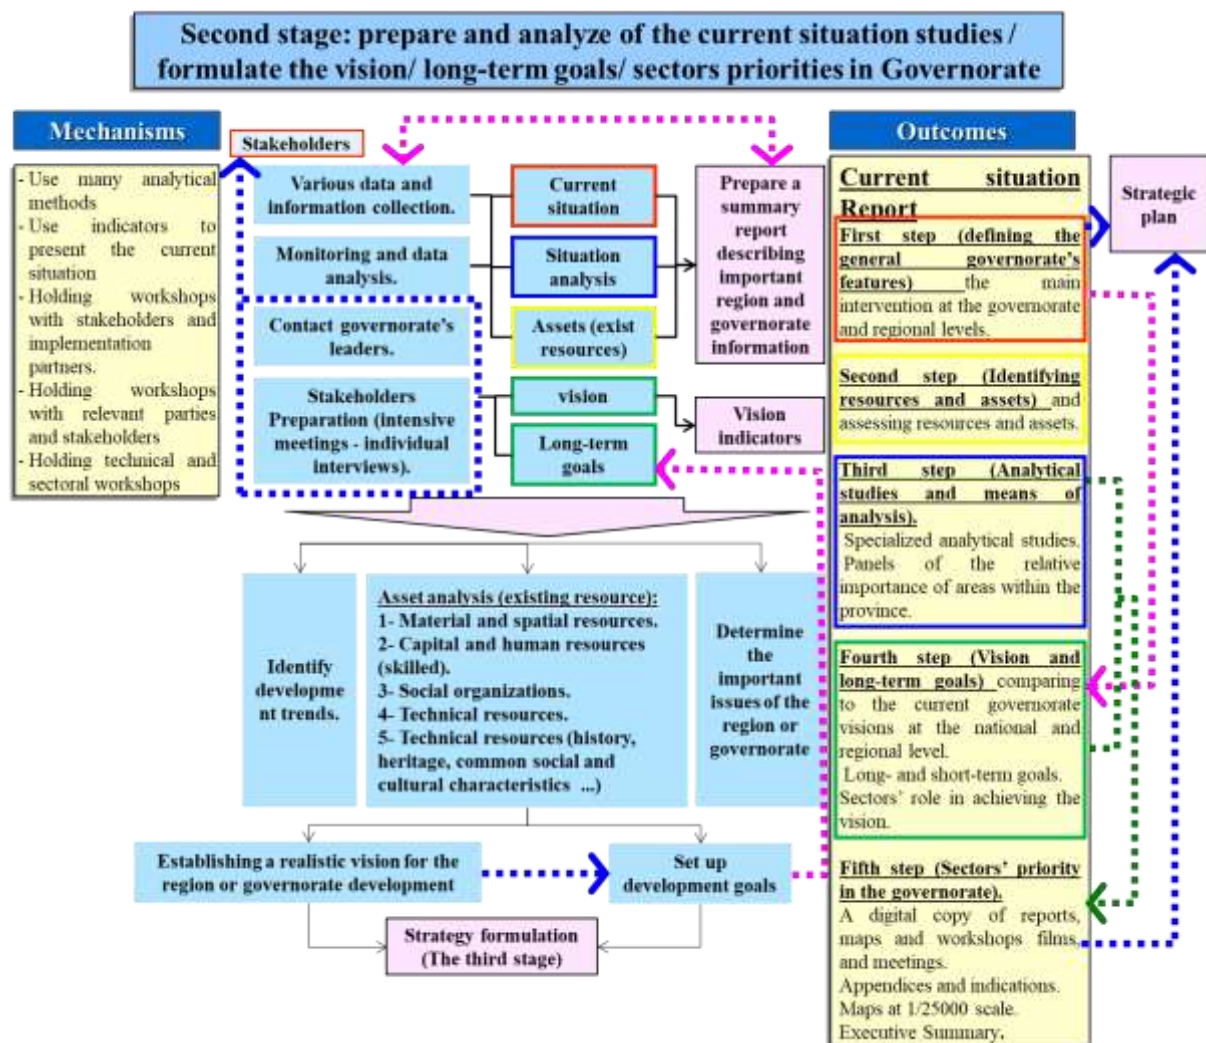 Second stage: prepare and analyze of the current situation studies /
formulate the vision/ long-term goals/ sectors priorities in Governorate
Mechanisms
- Use many analytical
methods
- Use indicators to
present the current
situation
- Holding workshops
with stakeholders and
implementation
partners.
- Holding workshops
with relevant parties
and stakeholders
- Holding technical and
sectoral workshops
Stakeholders
Various data and
information collection.
Monitoring and data
analysis.
Contact governorate's
leaders.
Stakeholders
Preparation (intensive
meetings - individual
interviews).
Current
situation
Situation
analysis
Assets (exist
resources)
vision
Long-term
goals
Prepare a
summary
report
describing
important
region and
governorate
information
Vision
indicators
Identify
developme
nt trends.
Asset analysis (existing resource):
1- Material and spatial resources.
2- Capital and human resources
(skilled).
3- Social organizations.
4- Technical resources.
5- Technical resources (history,
heritage, common social and
cultural characteristics ...)
Determine
the
important
issues of the
region or
governorate
Establishing a realistic vision for the
region or governorate development
Set up
development goals
Strategy formulation
(The third stage)
Outcomes
Current situation
Report
First step (defining the
general governorate's
features) the main
intervention at the governorate
and regional levels.
Second step (Identifying
resources and assets) and
assessing resources and assets.
Third step (Analytical
studies and means of
analysis).
Specialized analytical studies.
Panels of the relative
importance of areas within the
province.
Fourth step (Vision and
long-term goals) comparing
to the current governorate
visions at the national and
regional level.
Long- and short-term goals.
Sectors' role in achieving the
vision.
Fifth step (Sectors' priority
in the governorate).
A digital copy of reports,
maps and workshops films,
and meetings.
Appendices and indications.
Maps at 1/25000 scale.
Executive Summary.
Strategic
plan